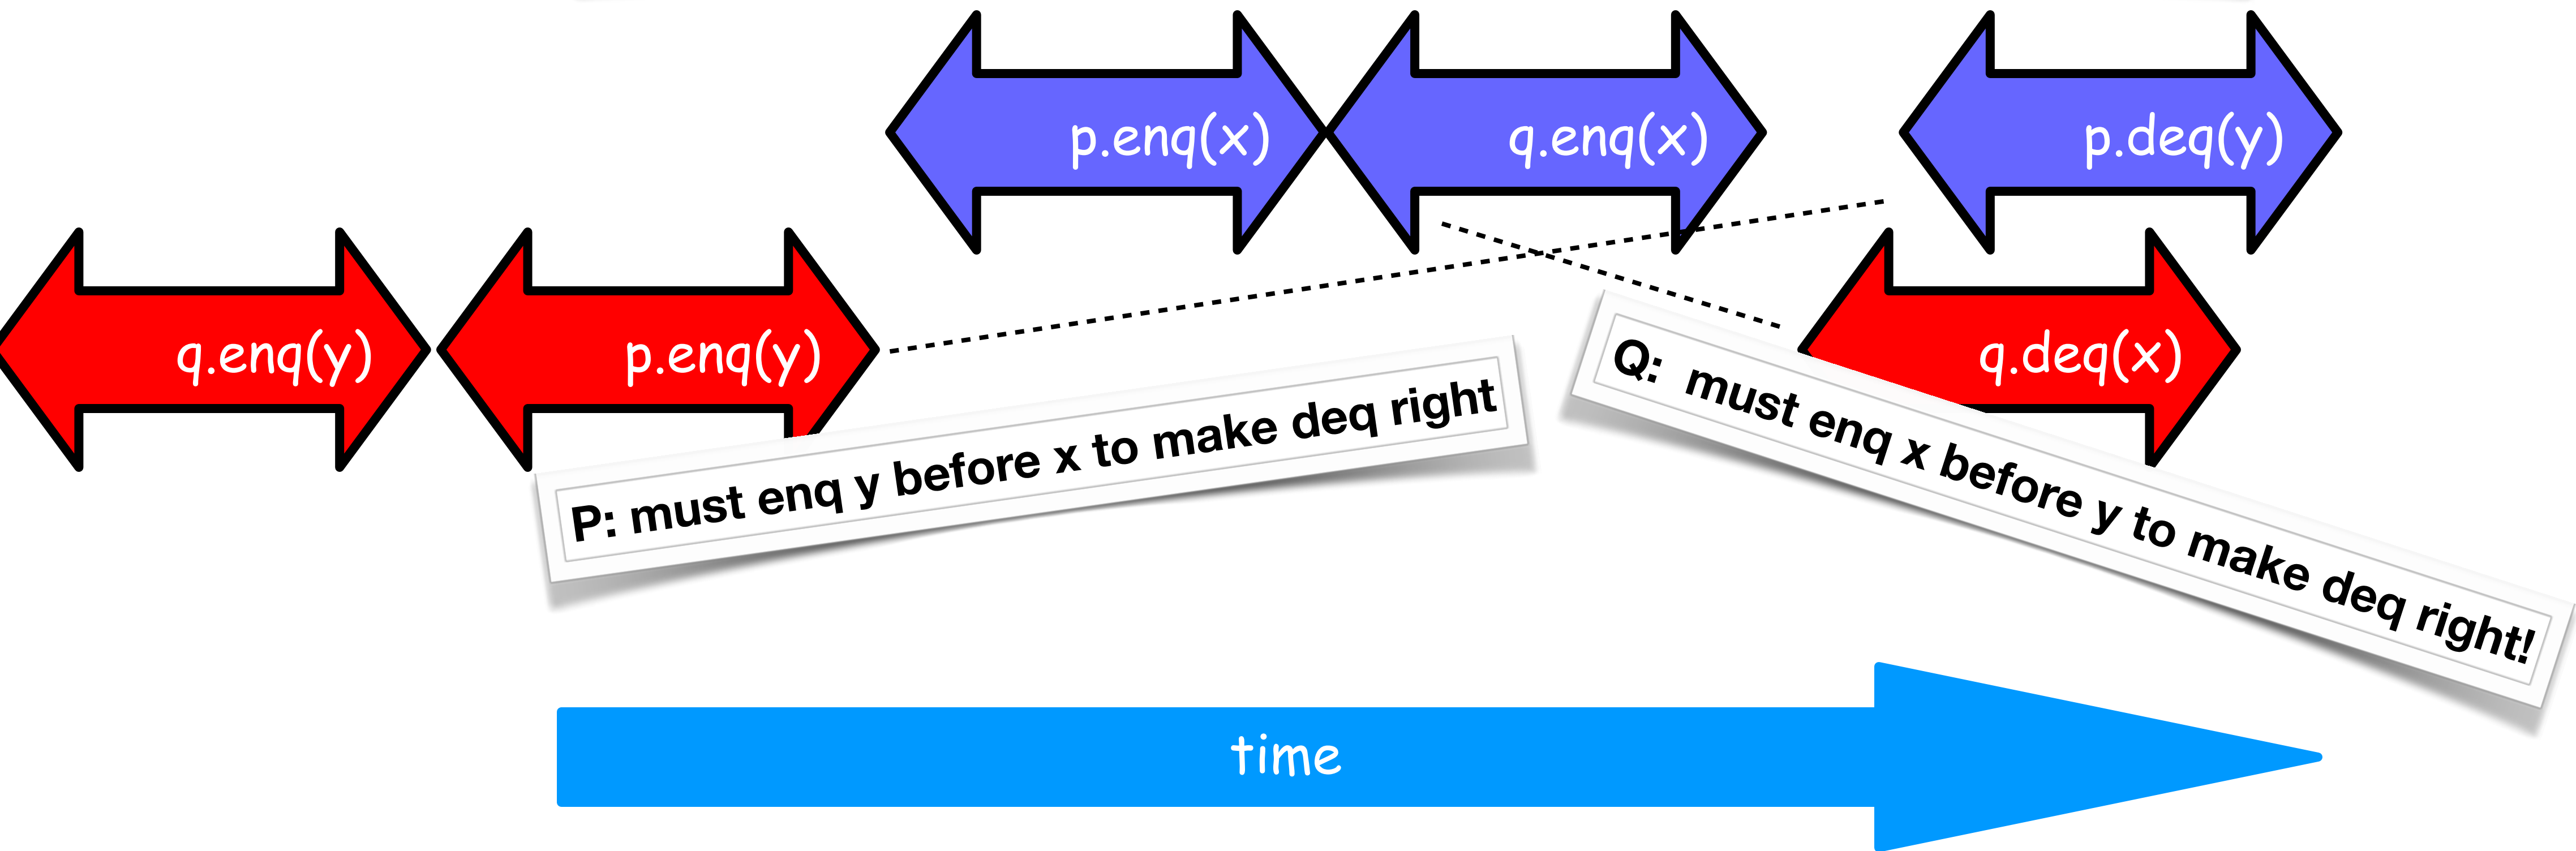 p.enq(x)
q.enq(x)
p.deq(y)
q.enq(y)
p.enq(y)
q.deq(x)
P: must enq y before x to make deq right
Q: must enq x before y to make deq right!
time